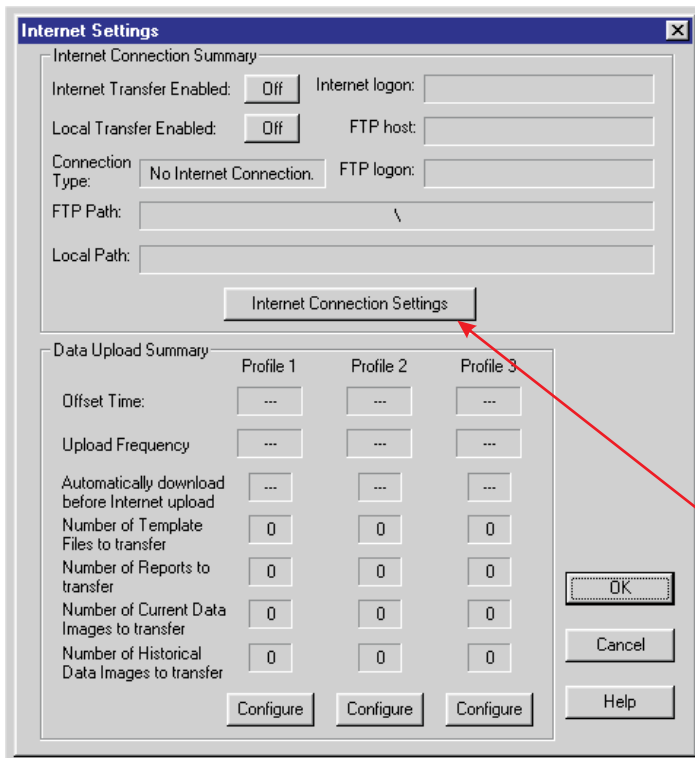 Internet Settings
Internet Connection Summary
Internet Transfer Enabled: Off Internet logon:
Local Transfer Enabled: Off FTP host:
Connection Type: No Internet Connection. FTP logon:
FTP Path: \
Local Path:
Internet Connection Settings
Data Upload Summary
Profile 1 Profile 2 Profile 3
Offset Time: --- --- ---
Upload Frequency --- --- ---
Automatically download
before Internet upload --- --- ---
Number of Template
Files to transfer 0 0 0
Number of Reports to
transfer 0 0 0
Number of Current Data
Images to transfer 0 0 0
Number of Historical
Data Images to transfer 0 0 0
Configure Configure Configure
OK
Cancel
Help